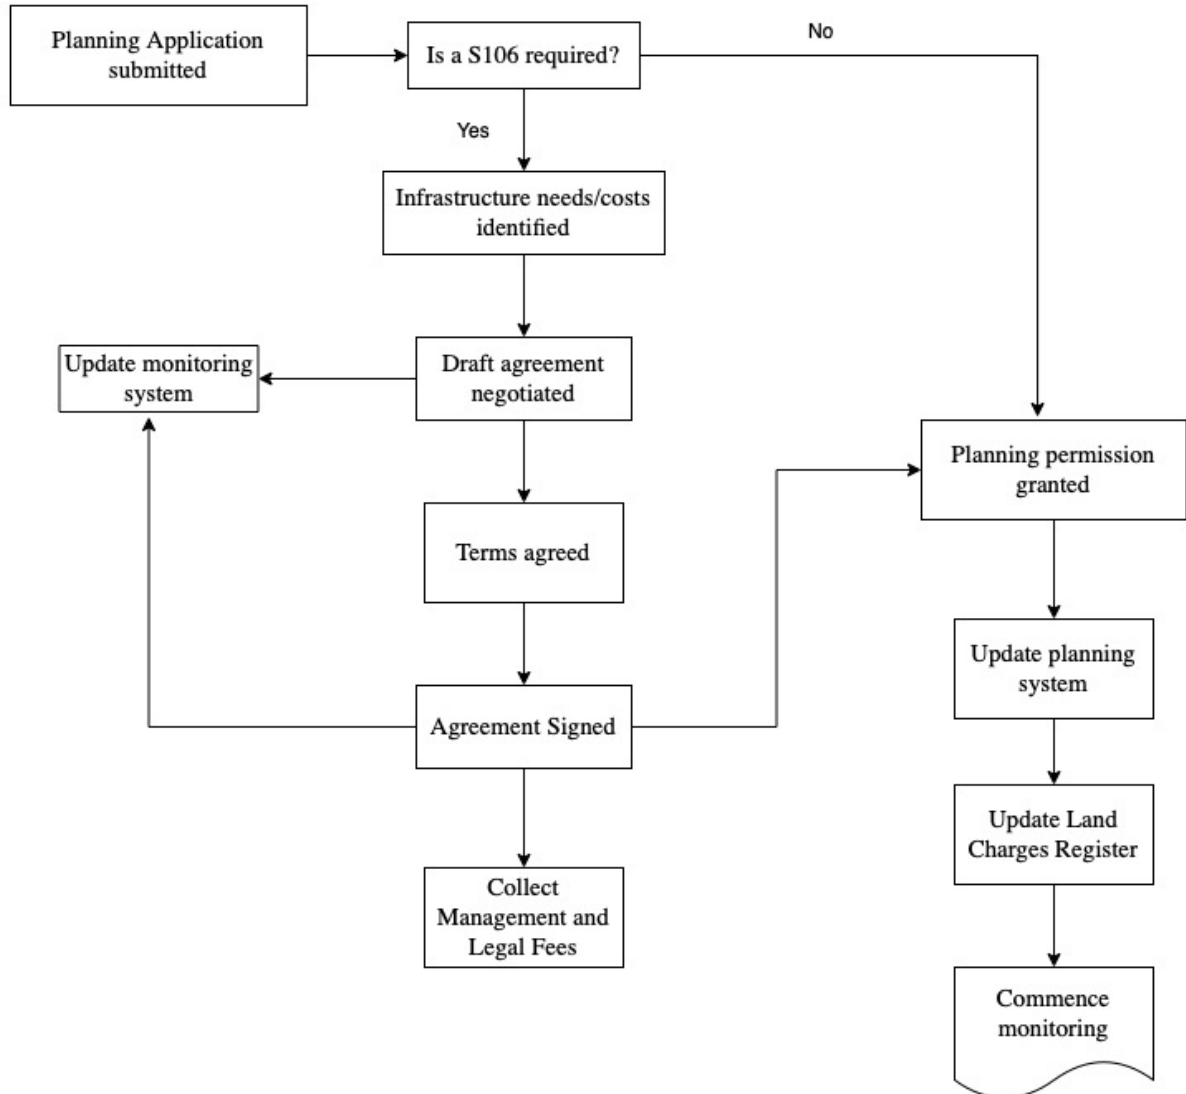 Planning Application
submitted
Is a S106 required?
No
Yes
Infrastructure needs/costs
identified
Update monitoring
system
Draft agreement
negotiated
Planning permission
granted
Terms agreed
Update planning
system
Agreement Signed
Update Land
Charges Register
Collect
Management and
Legal Fees
Commence
monitoring